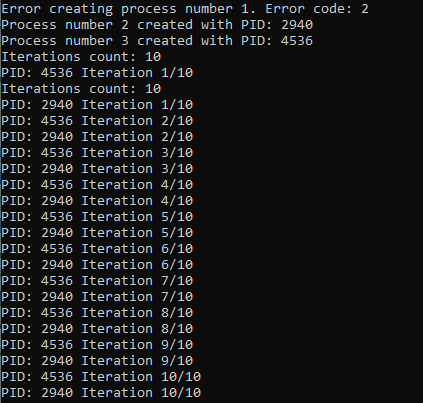 Error creating process number 1. Error code: 2
Process number 2 created with PID: 2940
Process number 3 created with PID: 4536
Iterations count: 10
PID: 4536 Iteration 1/10
Iterations count: 10
PID: 2940 Iteration 1/10
PID: 4536 Iteration 2/10
PID: 2940 Iteration 2/10
PID: 4536 Iteration 3/10
PID: 2940 Iteration 3/10
PID: 4536 Iteration 4/10
PID: 2940 Iteration 4/10
PID: 4536 Iteration 5/10
PID: 2940 Iteration 5/10
PID: 4536 Iteration 6/10
PID: 2940 Iteration 6/10
PID: 4536 Iteration 7/10
PID: 2940 Iteration 7/10
PID: 4536 Iteration 8/10
PID: 2940 Iteration 8/10
PID: 4536 Iteration 9/10
PID: 2940 Iteration 9/10
PID: 4536 Iteration 10/10
PID: 2940 Iteration 10/10